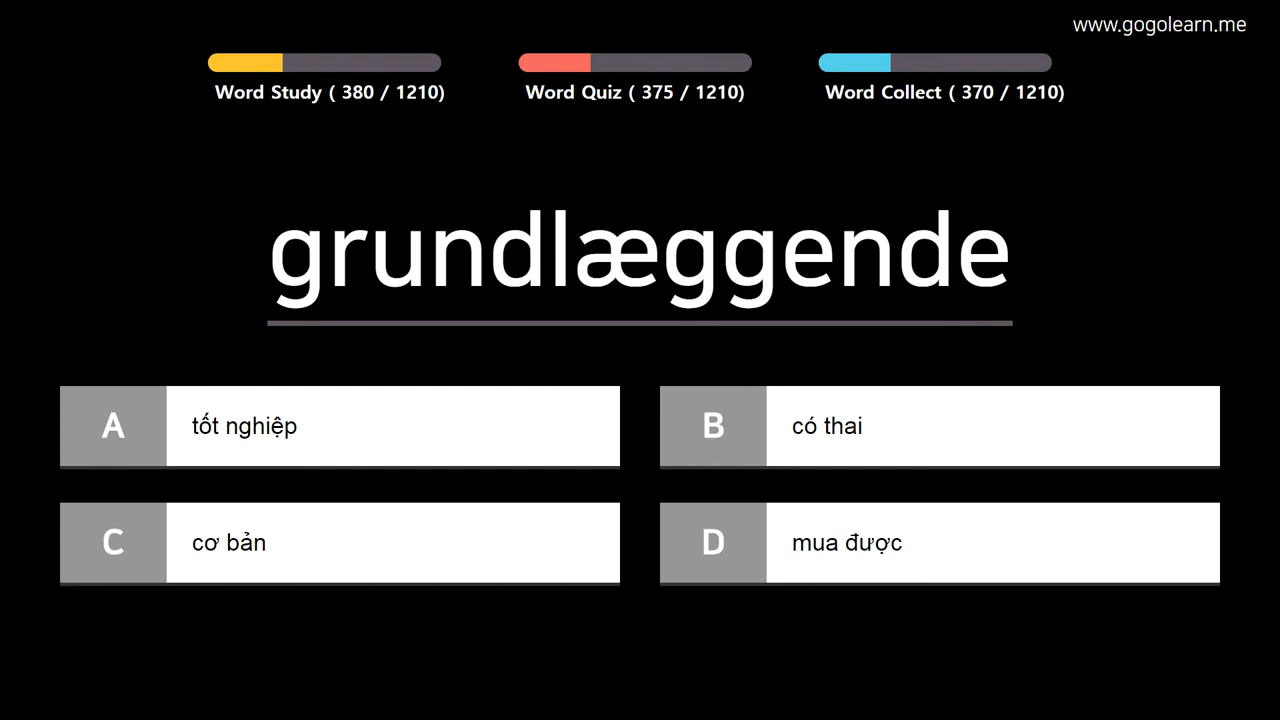 www.gogolearn.me
Word Study ( 380 / 1210)
Word Quiz ( 375 / 1210)
Word Collect ( 370 / 1210)
grundlæggende
A
tốt nghiệp
B
có thai
C
cơ bản
D
mua được